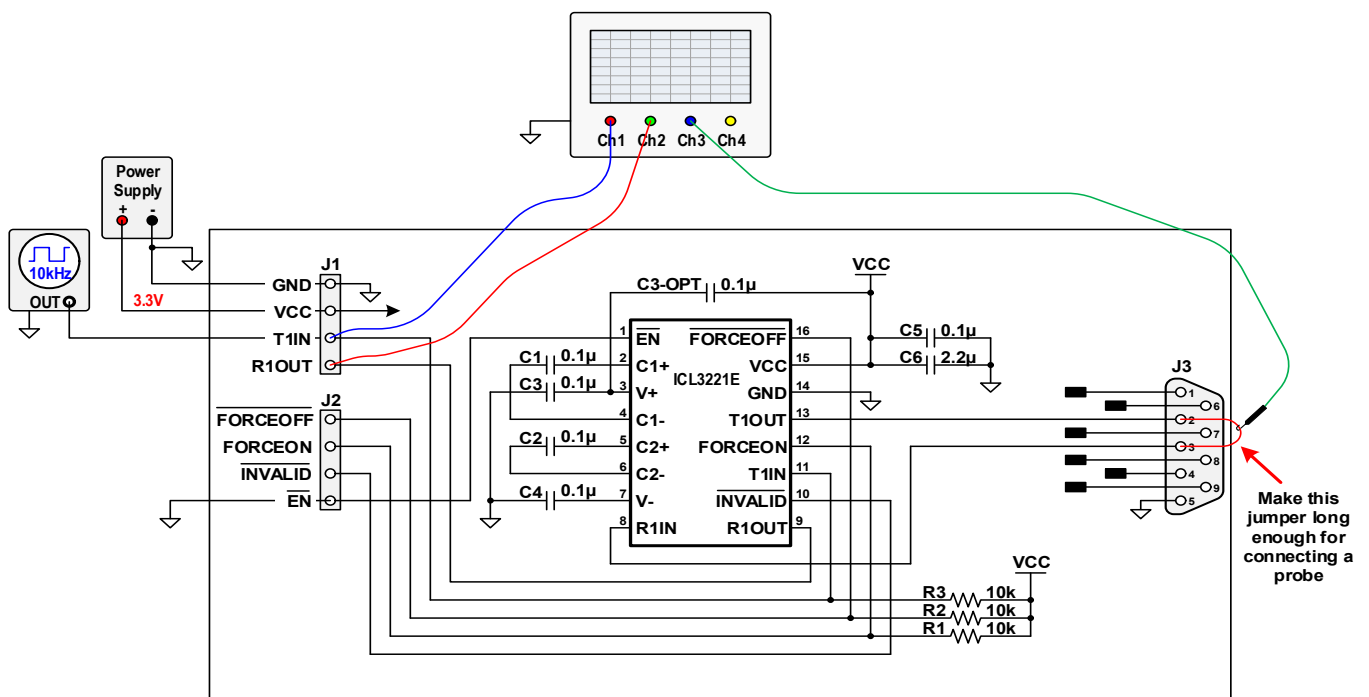 Ch1 Ch2 Ch3 Ch4
Power
Supply
+ -
10kHz
OUT
3.3V
J1
GND
VCC
T1IN
R1OUT
J2
FORCEOFF
FORCEON
INVALID
EN
C3-OPT 0.1µ
VCC
C5 0.1µ
C6 2.2µ
C1 0.1µ
C3 0.1µ
C2 0.1µ
C4 0.1µ
ICL3221E
1 EN FORCEOFF 16
2 C1+ VCC 15
3 V+ GND 14
4 C1- T1OUT 13
5 C2+ FORCEON 12
6 C2- T1IN 11
7 V- INVALID 10
8 R1IN R1OUT 9
J3
1
6
2
7
3
8
4
9
5
Make this
jumper long
enough for
connecting a
probe
VCC
R3 10k
R2 10k
R1 10k